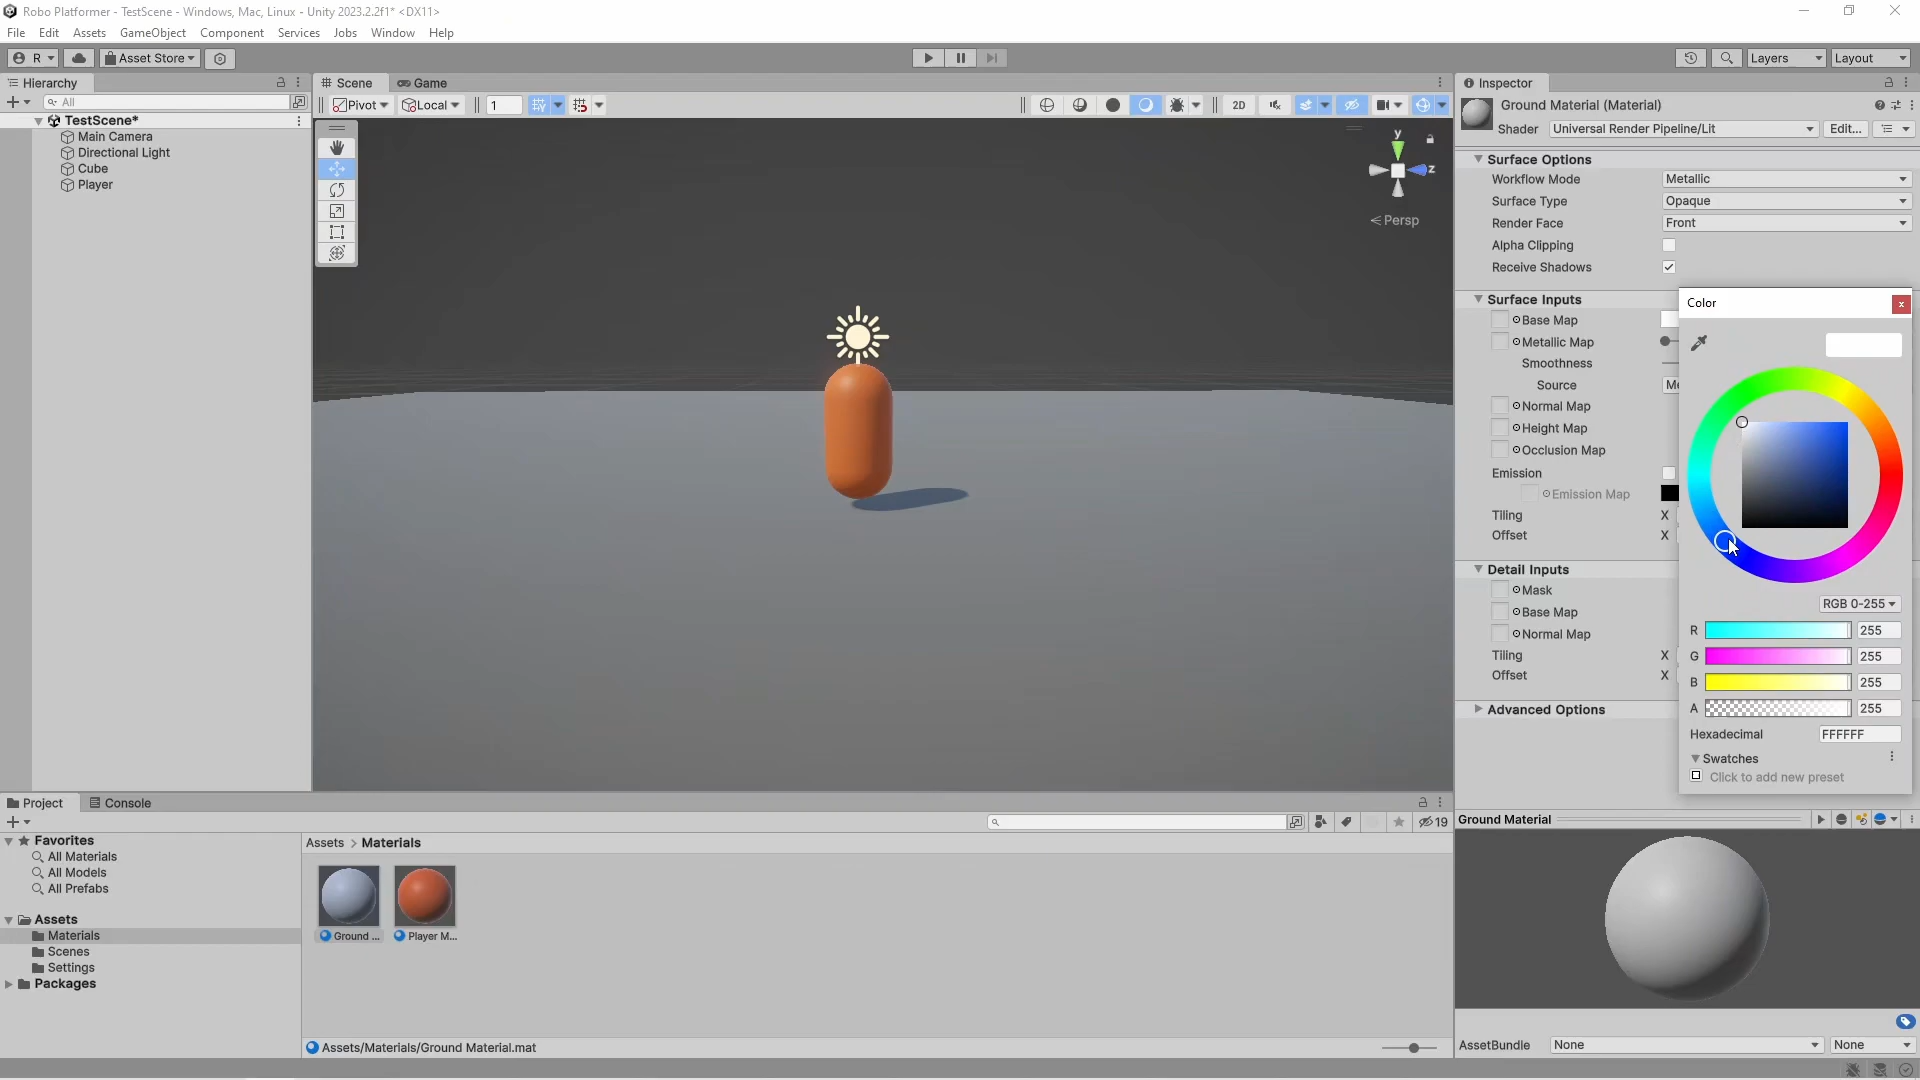 Robo Platformer - TestScene - Windows, Mac, Linux - Unity 2023.2.2f1* <DX11>
File Edit Assets GameObject Component Services Jobs Window Help
R Asset Store Layers Layout
Hierarchy
All
TestScene*
Main Camera
Directional Light
Cube
Player
Scene Game
Pivot Local 1 2D
y
z
Persp
Inspector
Ground Material (Material)
Shader Universal Render Pipeline/Lit Edit...
Surface Options
Workflow Mode Metallic
Surface Type Opaque
Render Face Front
Alpha Clipping
Receive Shadows
Surface Inputs
Base Map
Metallic Map
Smoothness
Source Me
Normal Map
Height Map
Occlusion Map
Emission
Emission Map
Tiling X
Offset X
Detail Inputs
Mask
Base Map
Normal Map
Tiling X
Offset X
Advanced Options
Color x
RGB 0-255
R 255
G 255
B 255
A 255
Hexadecimal FFFFFF
Swatches
Click to add new preset
Project Console
19
Favorites
All Materials
All Models
All Prefabs
Assets
Materials
Scenes
Settings
Packages
Assets > Materials
Ground ... Player M...
Assets/Materials/Ground Material.mat
Ground Material
AssetBundle None None